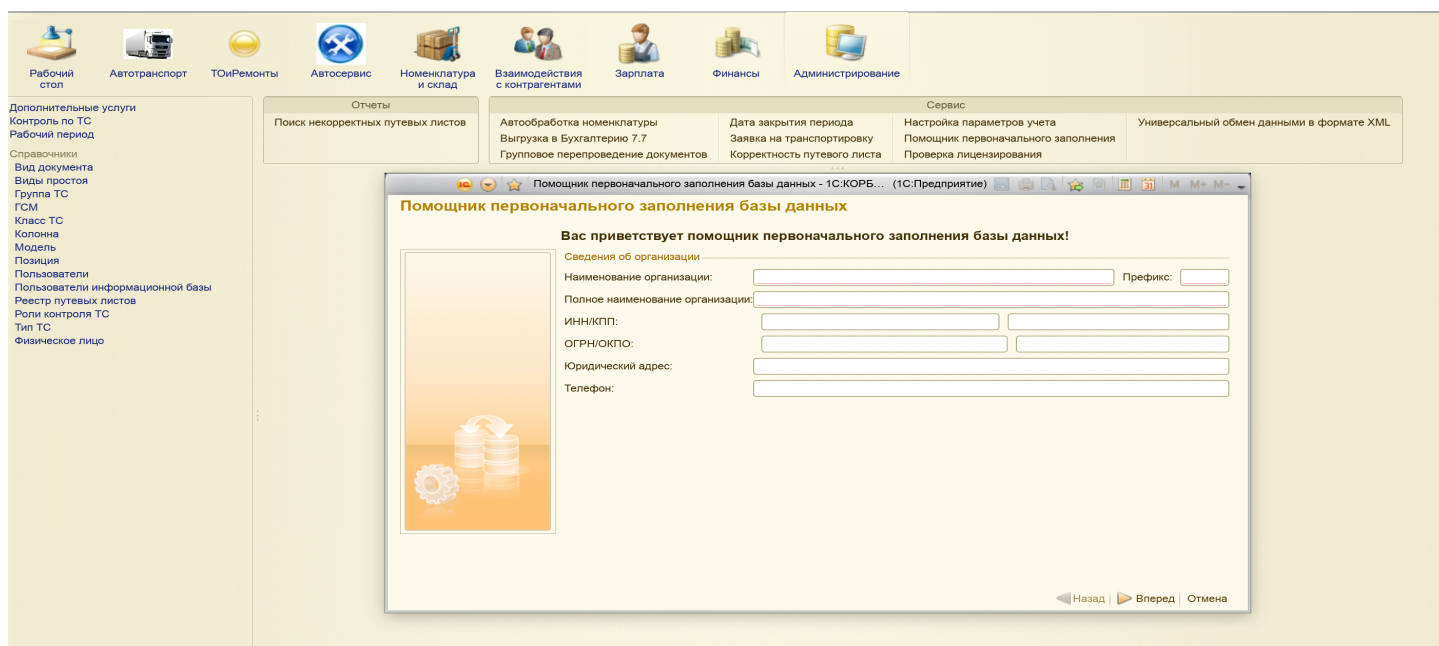 Рабочий стол
Автотранспорт
ТОиРемонты
Автосервис
Номенклатура и склад
Взаимодействия с контрагентами
Зарплата
Финансы
Администрирование
Дополнительные услуги
Контроль по ТС
Рабочий период
Справочники
Вид документа
Виды простоя
Группа ТС
ГСМ
Класс ТС
Колонна
Модель
Позиция
Пользователи
Пользователи информационной базы
Реестр путевых листов
Роли контроля ТС
Тип ТС
Физическое лицо
Отчеты
Поиск некорректных путевых листов
Сервис
Автообработка номенклатуры
Выгрузка в Бухгалтерию 7.7
Групповое перепроведение документов
Дата закрытия периода
Заявка на транспортировку
Корректность путевого листа
Настройка параметров учета
Помощник первоначального заполнения
Проверка лицензирования
Универсальный обмен данными в формате XML
Помощник первоначального заполнения базы данных - 1С:КОРБ... (1С:Предприятие) 31 M M+ M-
Помощник первоначального заполнения базы данных
Вас приветствует помощник первоначального заполнения базы данных!
Сведения об организации
Наименование организации: Префикс:
Полное наименование организации:
ИНН/КПП:
ОГРН/ОКПО:
Юридический адрес:
Телефон:
Назад Вперед Отмена